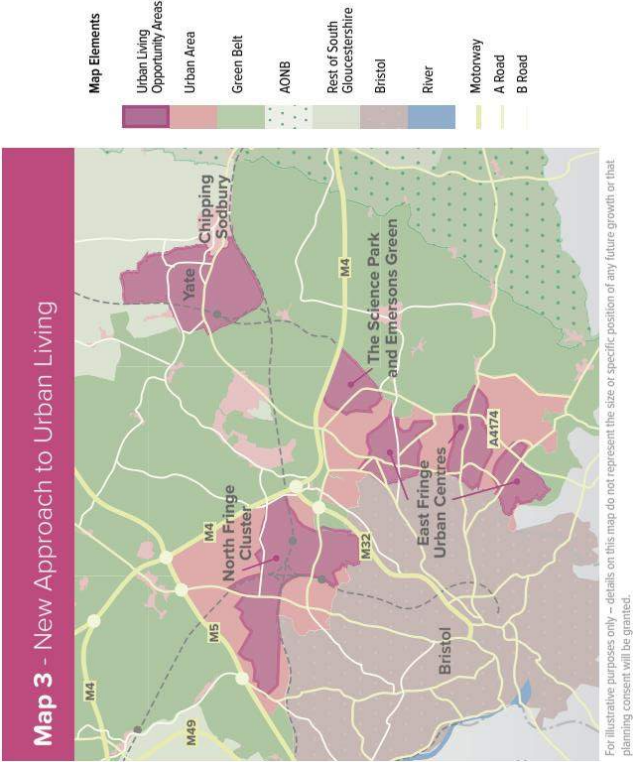 Map 3 - New Approach to Urban Living
Map Elements
Urban Living
Opportunity Areas
Urban Area
Green Belt
AONB
Rest of South
Gloucestershire
Bristol
River
Motorway
A Road
B Road
Chipping
Sodbury
Yate
M4
The Science Park
and Emersons Green
A4174
East Fringe
Urban Centres
North Fringe
Cluster
M4
M32
M5
M4
M49
Bristol
For illustrative purposes only – details on this map do not represent the size or specific position of any future growth or that
planning consent will be granted.